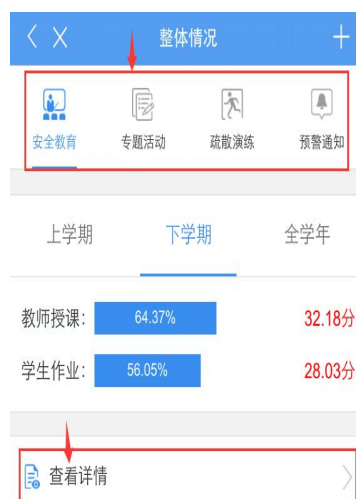 整体情况
安全教育 专题活动 疏散演练 预警通知
上学期 下学期 全学年
教师授课: 64.37% 32.18分
学生作业: 56.05% 28.03分
查看详情